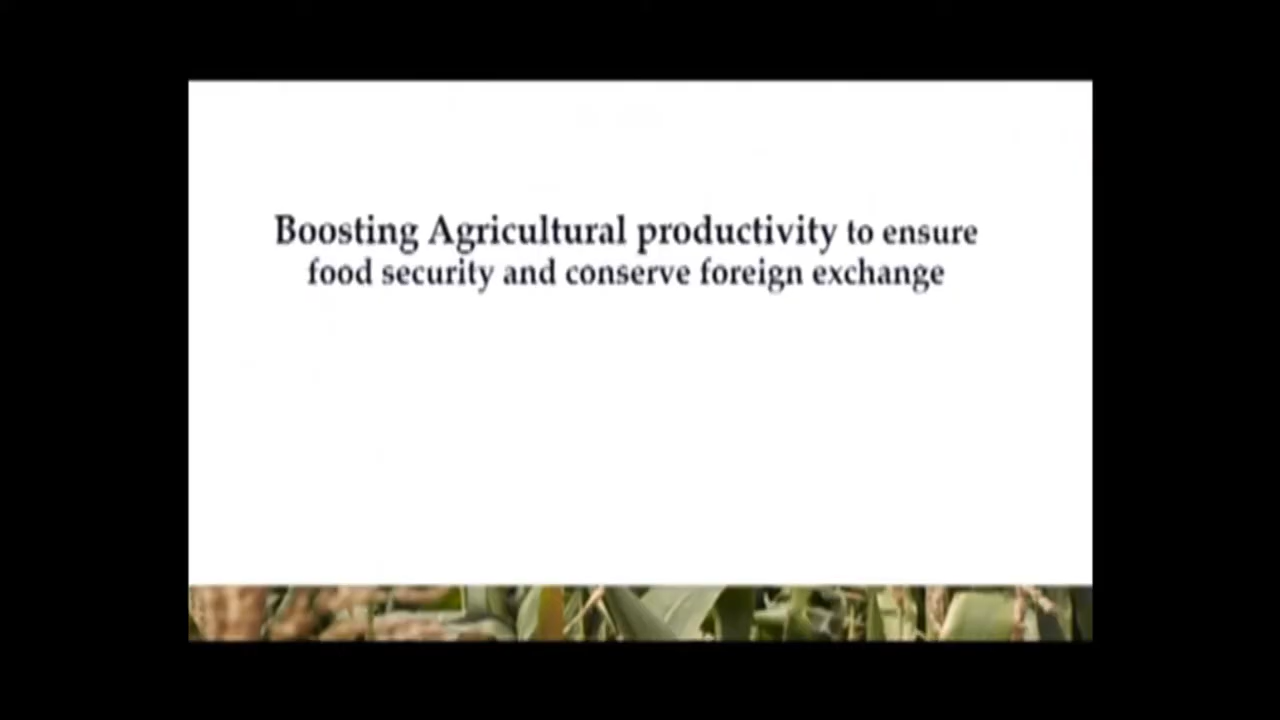 Boosting Agricultural productivity to ensure
food security and conserve foreign exchange